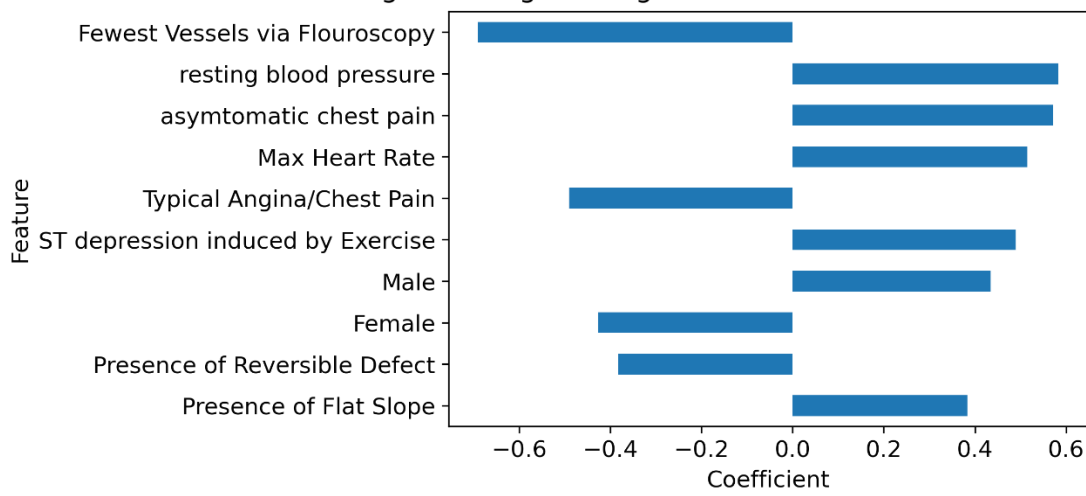 Fewest Vessels via Flouroscopy
resting blood pressure
asymtomatic chest pain
Max Heart Rate
Typical Angina/Chest Pain
ST depression induced by Exercise
Male
Female
Presence of Reversible Defect
Presence of Flat Slope
Feature
−0.6 −0.4 −0.2 0.0 0.2 0.4 0.6
Coefficient